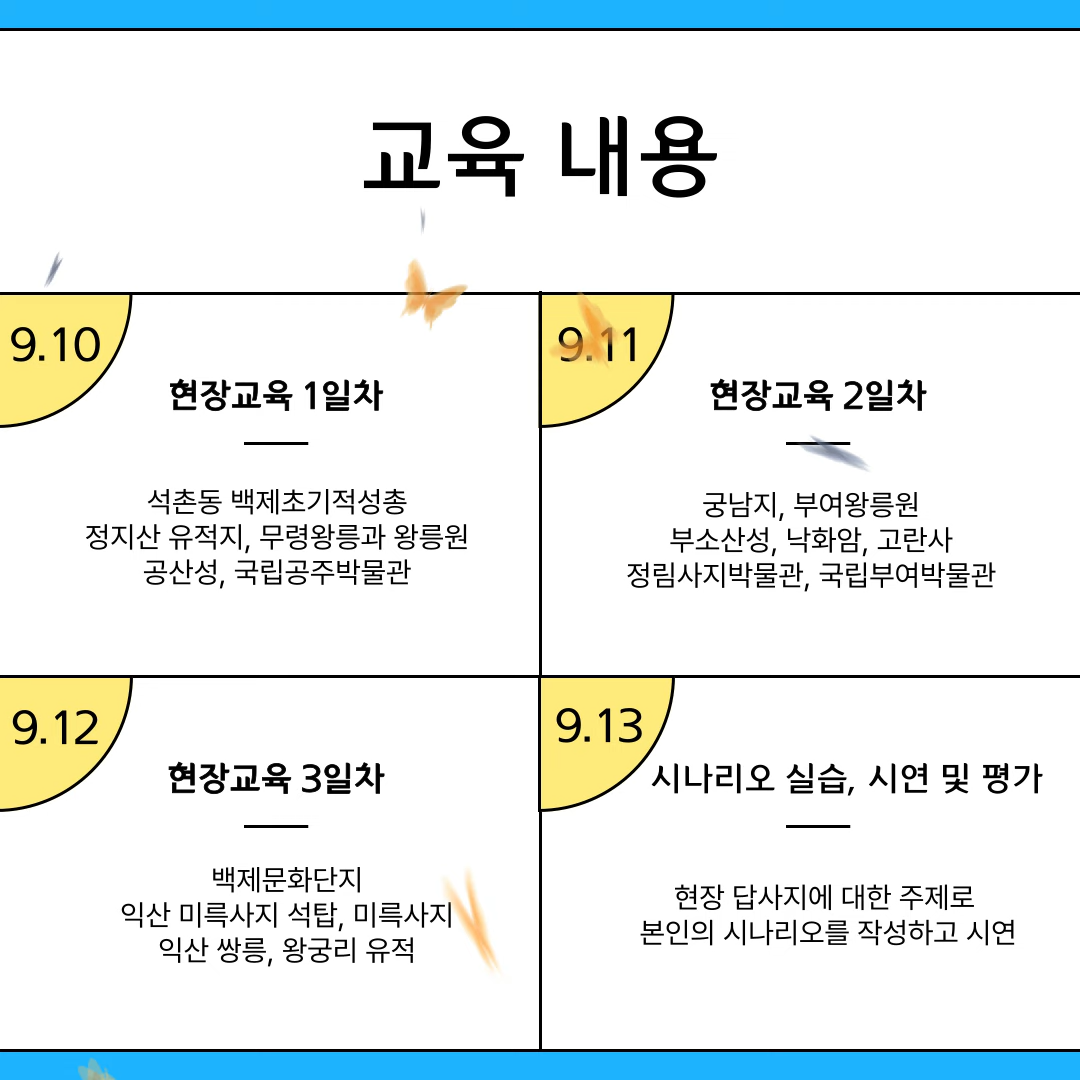 교육 내용
9.10
현장교육 1일차
석촌동 백제초기적성총
정지산 유적지, 무령왕릉과 왕릉원
공산성, 국립공주박물관
9.11
현장교육 2일차
궁남지, 부여왕릉원
부소산성, 낙화암, 고란사
정림사지박물관, 국립부여박물관
9.12
현장교육 3일차
백제문화단지
익산 미륵사지 석탑, 미륵사지
익산 쌍릉, 왕궁리 유적
9.13
시나리오 실습, 시연 및 평가
현장 답사지에 대한 주제로
본인의 시나리오를 작성하고 시연